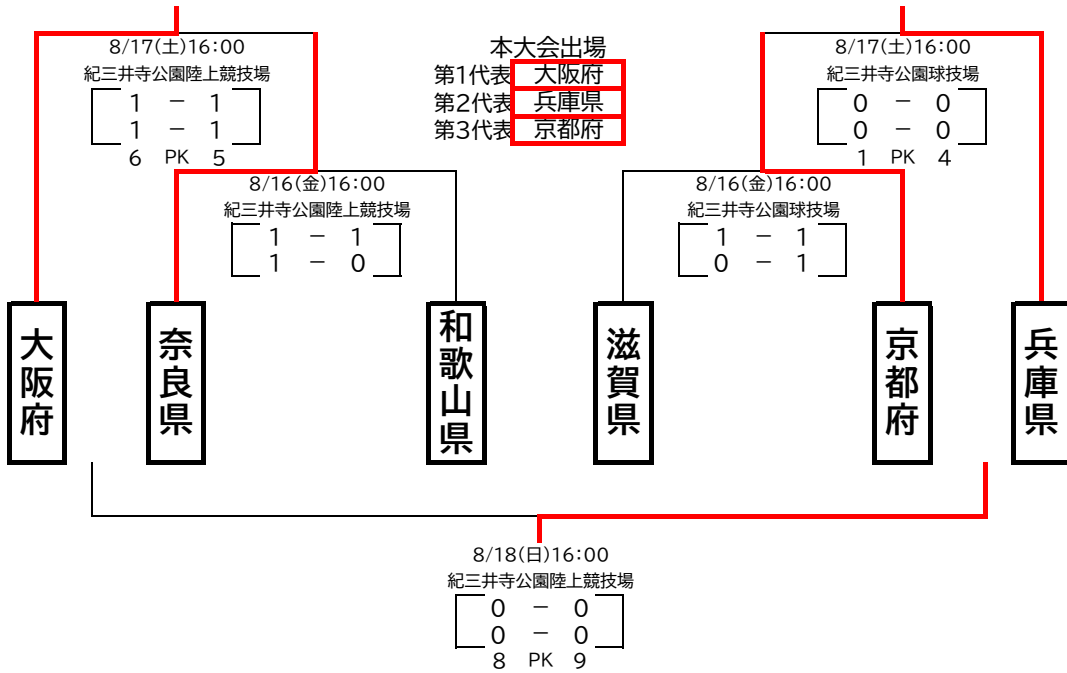 8/17(土)16:00
紀三井寺公園陸上競技場
1 － 1
1 － 1
6 PK 5
本大会出場
第1代表 大阪府
第2代表 兵庫県
第3代表 京都府
8/17(土)16:00
紀三井寺公園球技場
0 － 0
0 － 0
1 PK 4
8/16(金)16:00
紀三井寺公園陸上競技場
1 － 1
1 － 0
8/16(金)16:00
紀三井寺公園球技場
1 － 1
0 － 1
大阪府
奈良県
和歌山県
滋賀県
京都府
兵庫県
8/18(日)16:00
紀三井寺公園陸上競技場
0 － 0
0 － 0
8 PK 9